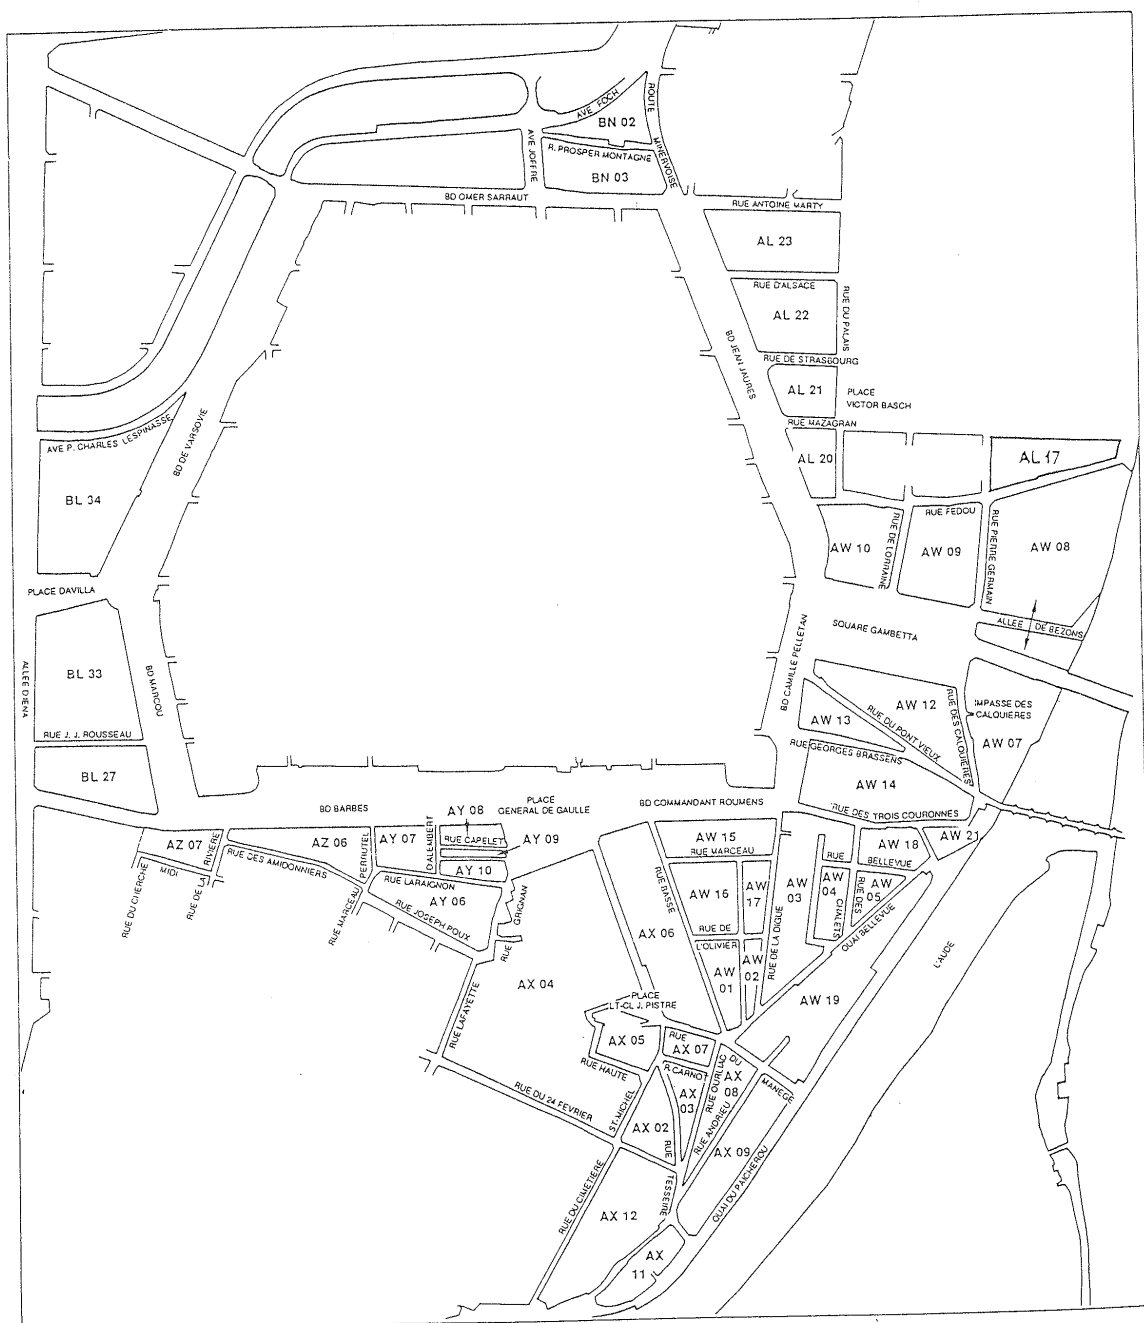 AVE FOCH
BN 02
ROUTE MINERVOISE
AVE JOFFRE
R. PROSPER MONTAGNE
BN 03
BD OMER SARRAUT
RUE ANTOINE MARTY
AL 23
RUE D'ALSACE
AL 22
RUE DU PALAIS
BD JEAN JAURES
RUE DE STRASBOURG
AL 21
PLACE
VICTOR BASCH
RUE MAZAGRAN
AL 20
AL 17
AVE P. CHARLES LESPINASSE
BD DE VARSOVIE
BL 34
RUE FEDOU
AW 10
RUE DE LORRAINE
AW 09
RUE PIERRE GERMAIN
AW 08
PLACE DAVILLA
ALLEE DE BEZONS
SQUARE GAMBETTA
BD CAMILLE PELLETAN
ALLEE D'IENA
BL 33
BD MARCOU
RUE J. J. ROUSSEAU
BL 27
AW 12
RUE DES CALQUIERES
IMPASSE DES
CALQUIERES
AW 07
AW 13
RUE DU PONT VIEUX
RUE GEORGES BRASSENS
AW 14
RUE DES TROIS COURONNES
BD BARBES
AY 08
PLACE
GENERAL DE GAULLE
BD COMMANDANT ROUMENS
AZ 07
RUE DE LA RIVIERE
MIDI
RUE DU CHERCHE
AZ 06
RUE DES AMIDONNIERS
PERRUTEL
AY 07
D'ALEMBERT
RUE CAPELET
AY 09
AY 10
RUE LARAIGNON
AY 06
RUE MARCEAU
RUE JOSEPH POUX
RUE GRIGNAN
AW 15
RUE MARCEAU
AW 16
AW 17
RUE DE
L'OLIVIER
AW 01
AW 02
RUE DE LA DIGUE
AW 03
RUE
AW 04
CHALETS
RUE DES
AW 05
BELLEVUE
AW 18
AW 21
QUAI BELLEVUE
L'AUDE
RUE BASSE
AX 06
AX 04
RUE LAFAYETTE
PLACE
LT-CL J. PISTRE
AX 05
RUE HAUTE
AW 19
RUE
AX 07
DU
MANEGE
R. CARNOT
AX 03
RUE OURLIAC
AX 08
RUE ANDRIEU
AX 09
QUAI DU PAICHEROU
RUE DU 24 FEVRIER
ST-MICHEL
AX 02
RUE
TESSEIRE
RUE DU CIMETIERE
AX 12
AX
11